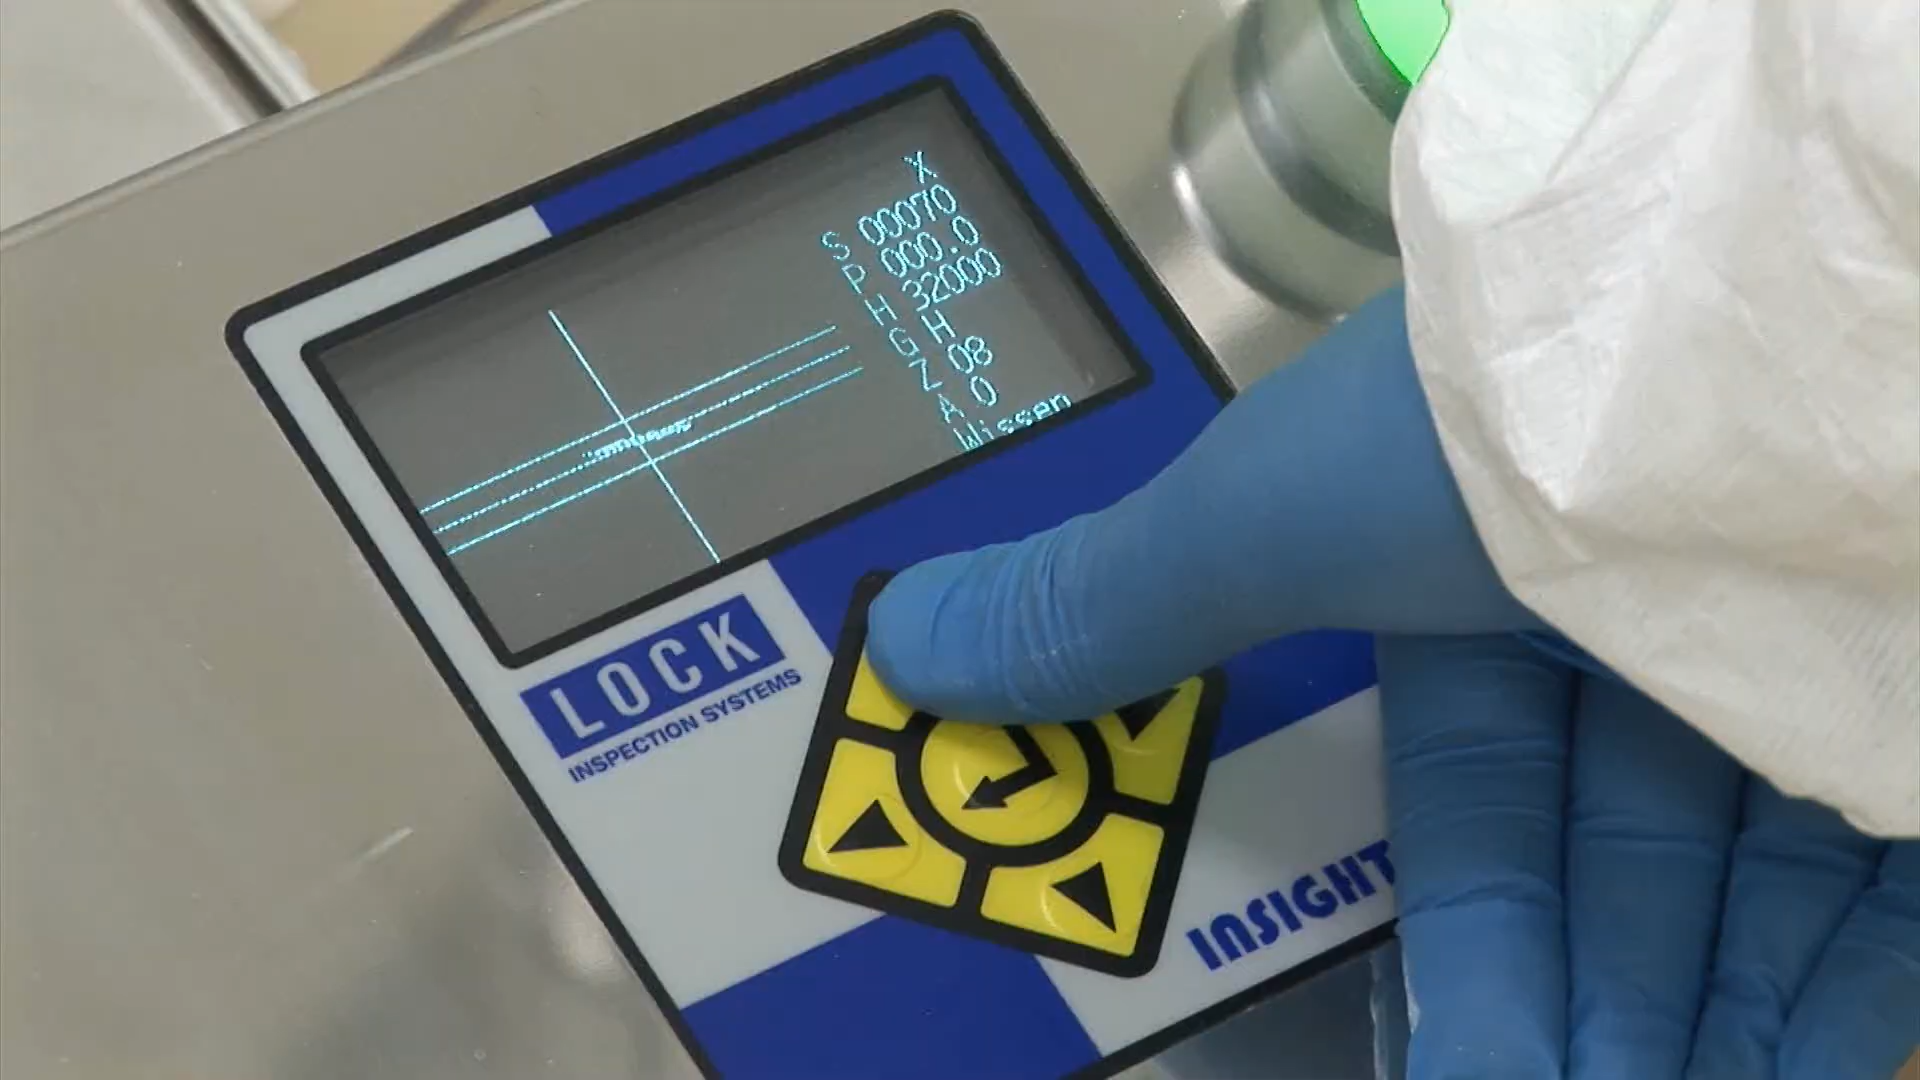 X
S 00070
P 000.0
H 32000
G H
Z 08
A 0
Wissen
LOCK
INSPECTION SYSTEMS
INSIGHT